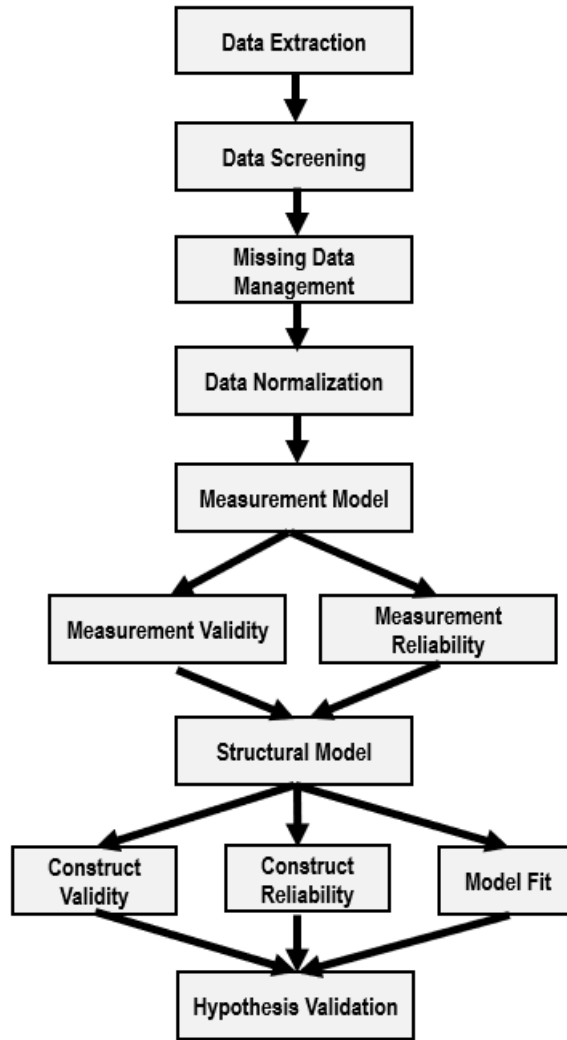 Data Extraction
Data Screening
Missing Data
Management
Data Normalization
Measurement Model
Measurement Validity
Measurement
Reliability
Structural Model
Construct
Validity
Construct
Reliability
Model Fit
Hypothesis Validation